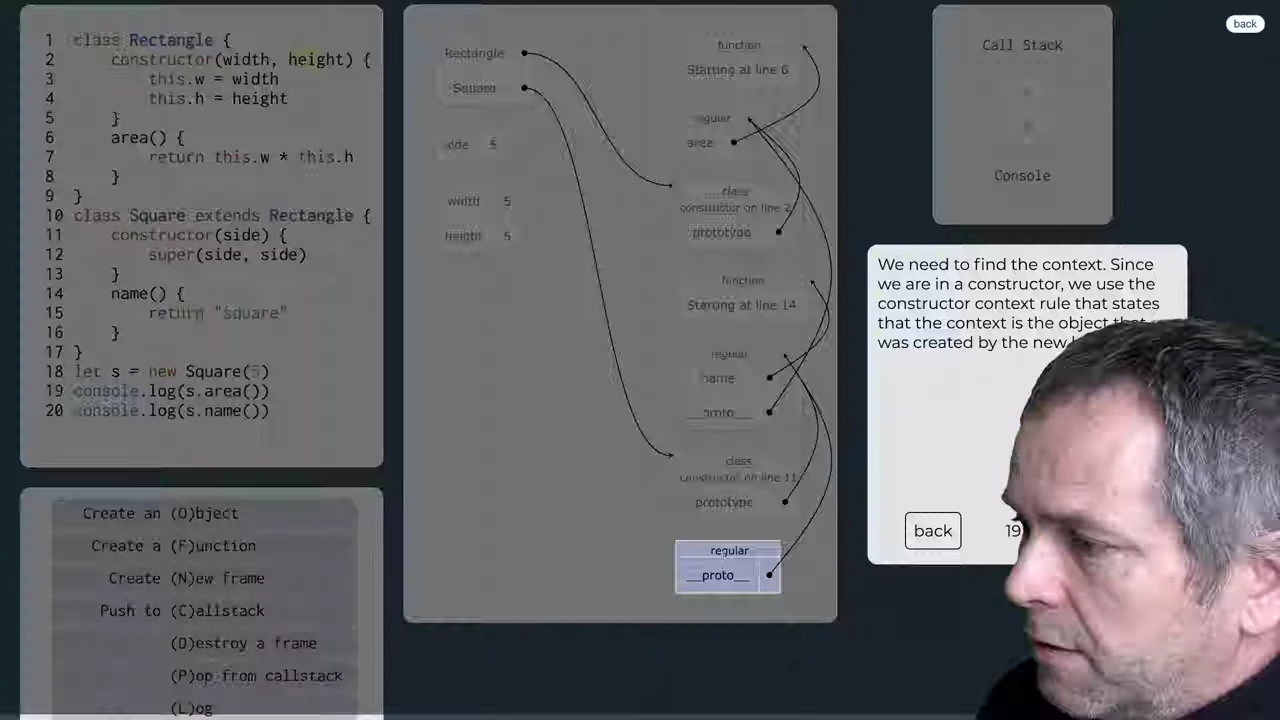 back
1 class Rectangle {
2 constructor(width, height) {
3 this.w = width
4 this.h = height
5 }
6 area() {
7 return this.w * this.h
8 }
9 }
10 class Square extends Rectangle {
11 constructor(side) {
12 super(side, side)
13 }
14 name() {
15 return "square"
16 }
17 }
18 let s = new Square(5)
19 console.log(s.area())
20 console.log(s.name())
Create an (O)bject
Create a (F)unction
Create (N)ew frame
Push to (C)allstack
(D)estroy a frame
(P)op from callstack
(L)og
Rectangle
Square
side 5
width 5
height 5
function
Starting at line 6
regular
area
class
constructor on line 2
prototype
function
Starting at line 14
regular
name
__proto__
class
constructor on line 11
prototype
regular
__proto__
Call Stack
Console
We need to find the context. Since
we are in a constructor, we use the
constructor context rule that states
that the context is the object that
was created by the new
back
19